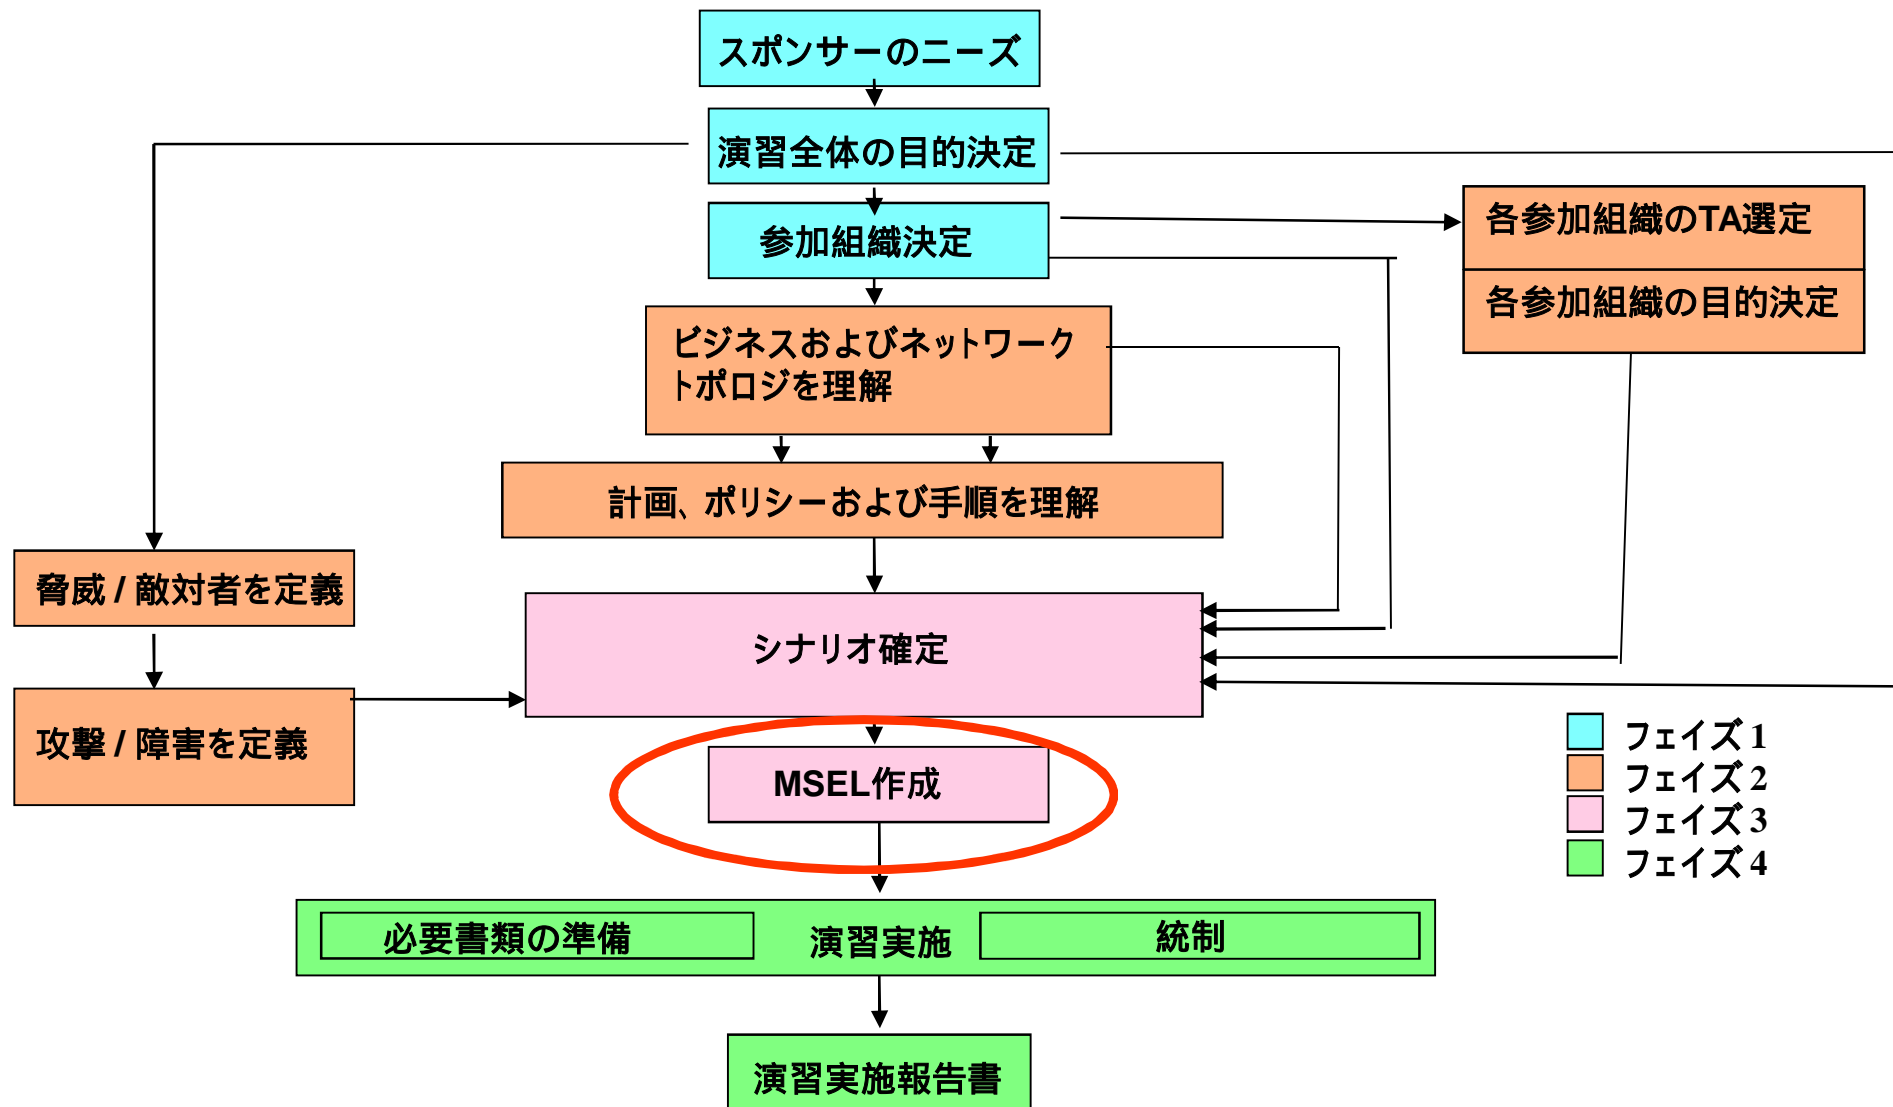 スポンサーのニーズ
演習全体の目的決定
参加組織決定
各参加組織のTA選定
各参加組織の目的決定
ビジネスおよびネットワーク
トポロジを理解
計画、ポリシーおよび手順を理解
脅威 / 敵対者を定義
シナリオ確定
攻撃 / 障害を定義
MSEL作成
フェイズ 1
フェイズ 2
フェイズ 3
フェイズ 4
必要書類の準備
演習実施
統制
演習実施報告書